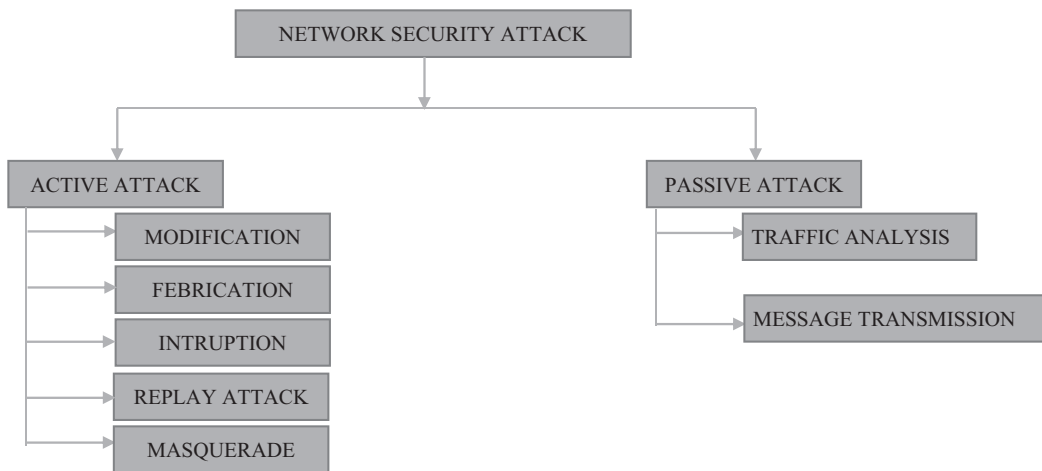 NETWORK SECURITY ATTACK
ACTIVE ATTACK
MODIFICATION
FEBRICATION
INTRUPTION
REPLAY ATTACK
MASQUERADE
PASSIVE ATTACK
TRAFFIC ANALYSIS
MESSAGE TRANSMISSION